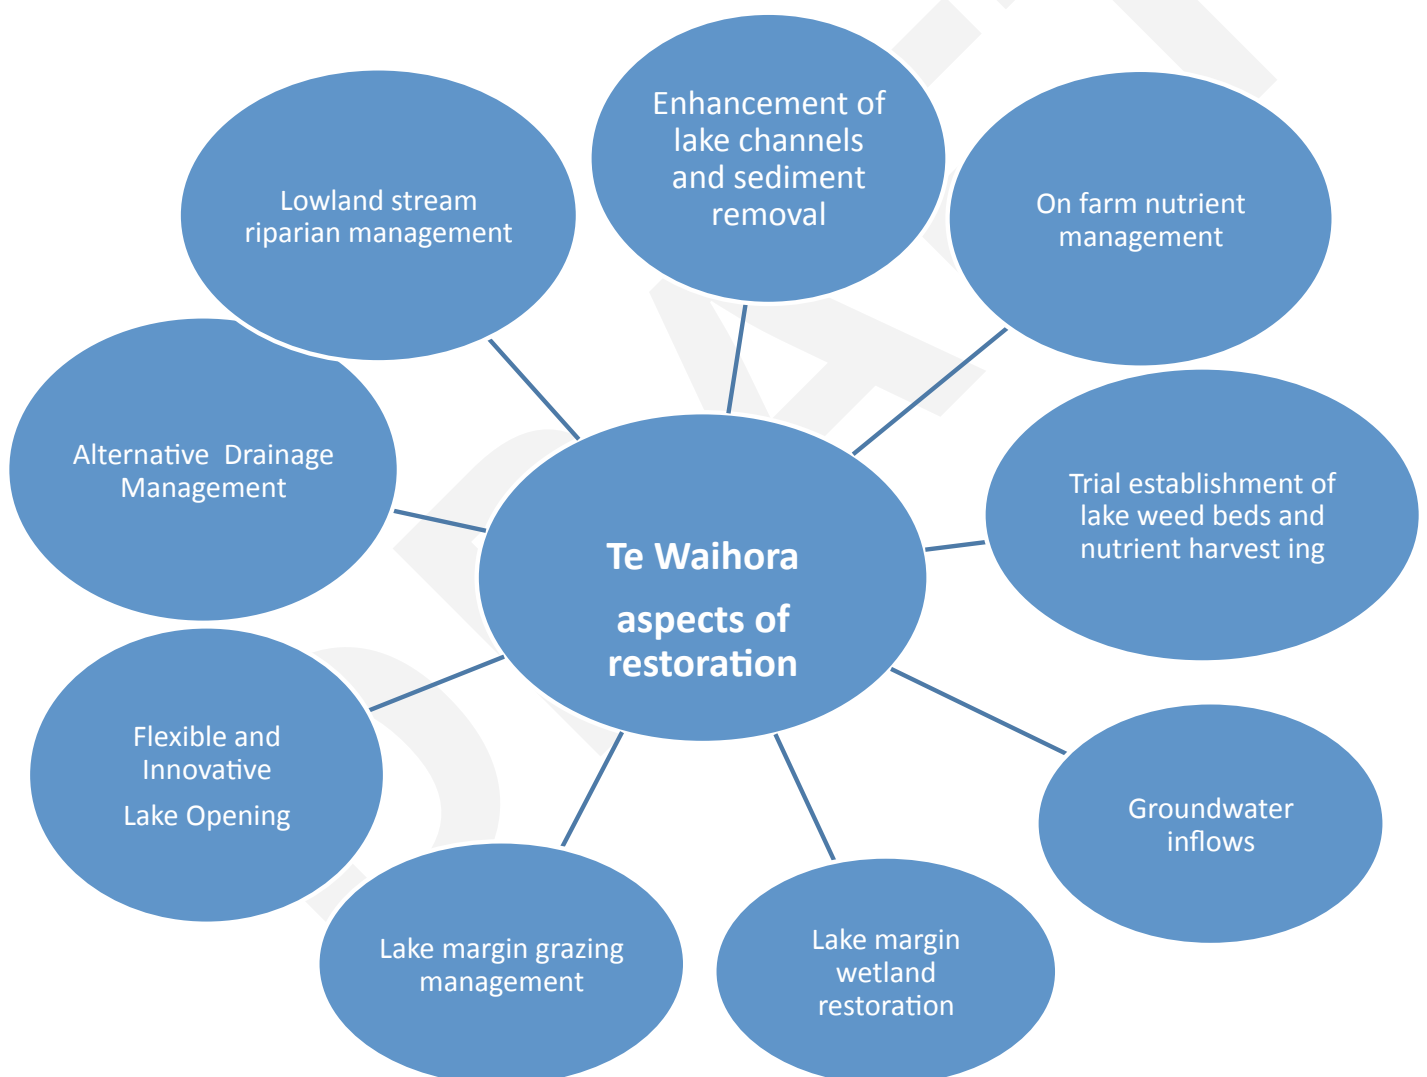 Enhancement of
lake channels
and sediment
removal
On farm nutrient
management
Trial establishment of
lake weed beds and
nutrient harvest ing
Groundwater
inflows
Lake margin
wetland
restoration
Lake margin grazing
management
Flexible and
Innovative
Lake Opening
Alternative  Drainage
Management
Lowland stream
riparian management
Te Waihora
aspects of
restoration